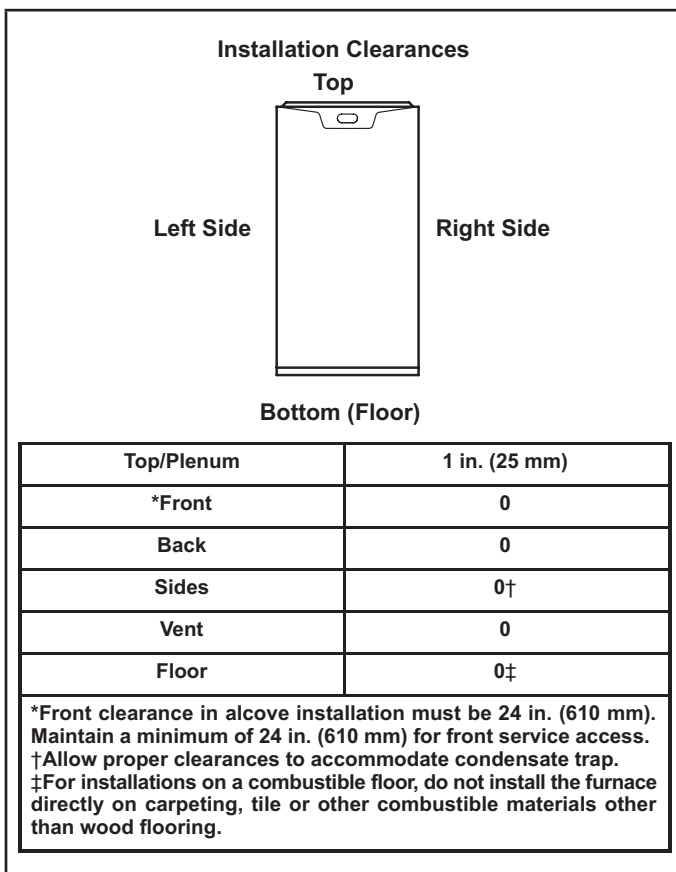 Installation Clearances
Top
Left Side
Right Side
Bottom (Floor)
Top/Plenum 1 in. (25 mm)
*Front 0
Back 0
Sides 0†
Vent 0
Floor 0‡
*Front clearance in alcove installation must be 24 in. (610 mm).
Maintain a minimum of 24 in. (610 mm) for front service access.
†Allow proper clearances to accommodate condensate trap.
‡For installations on a combustible floor, do not install the furnace
directly on carpeting, tile or other combustible materials other
than wood flooring.